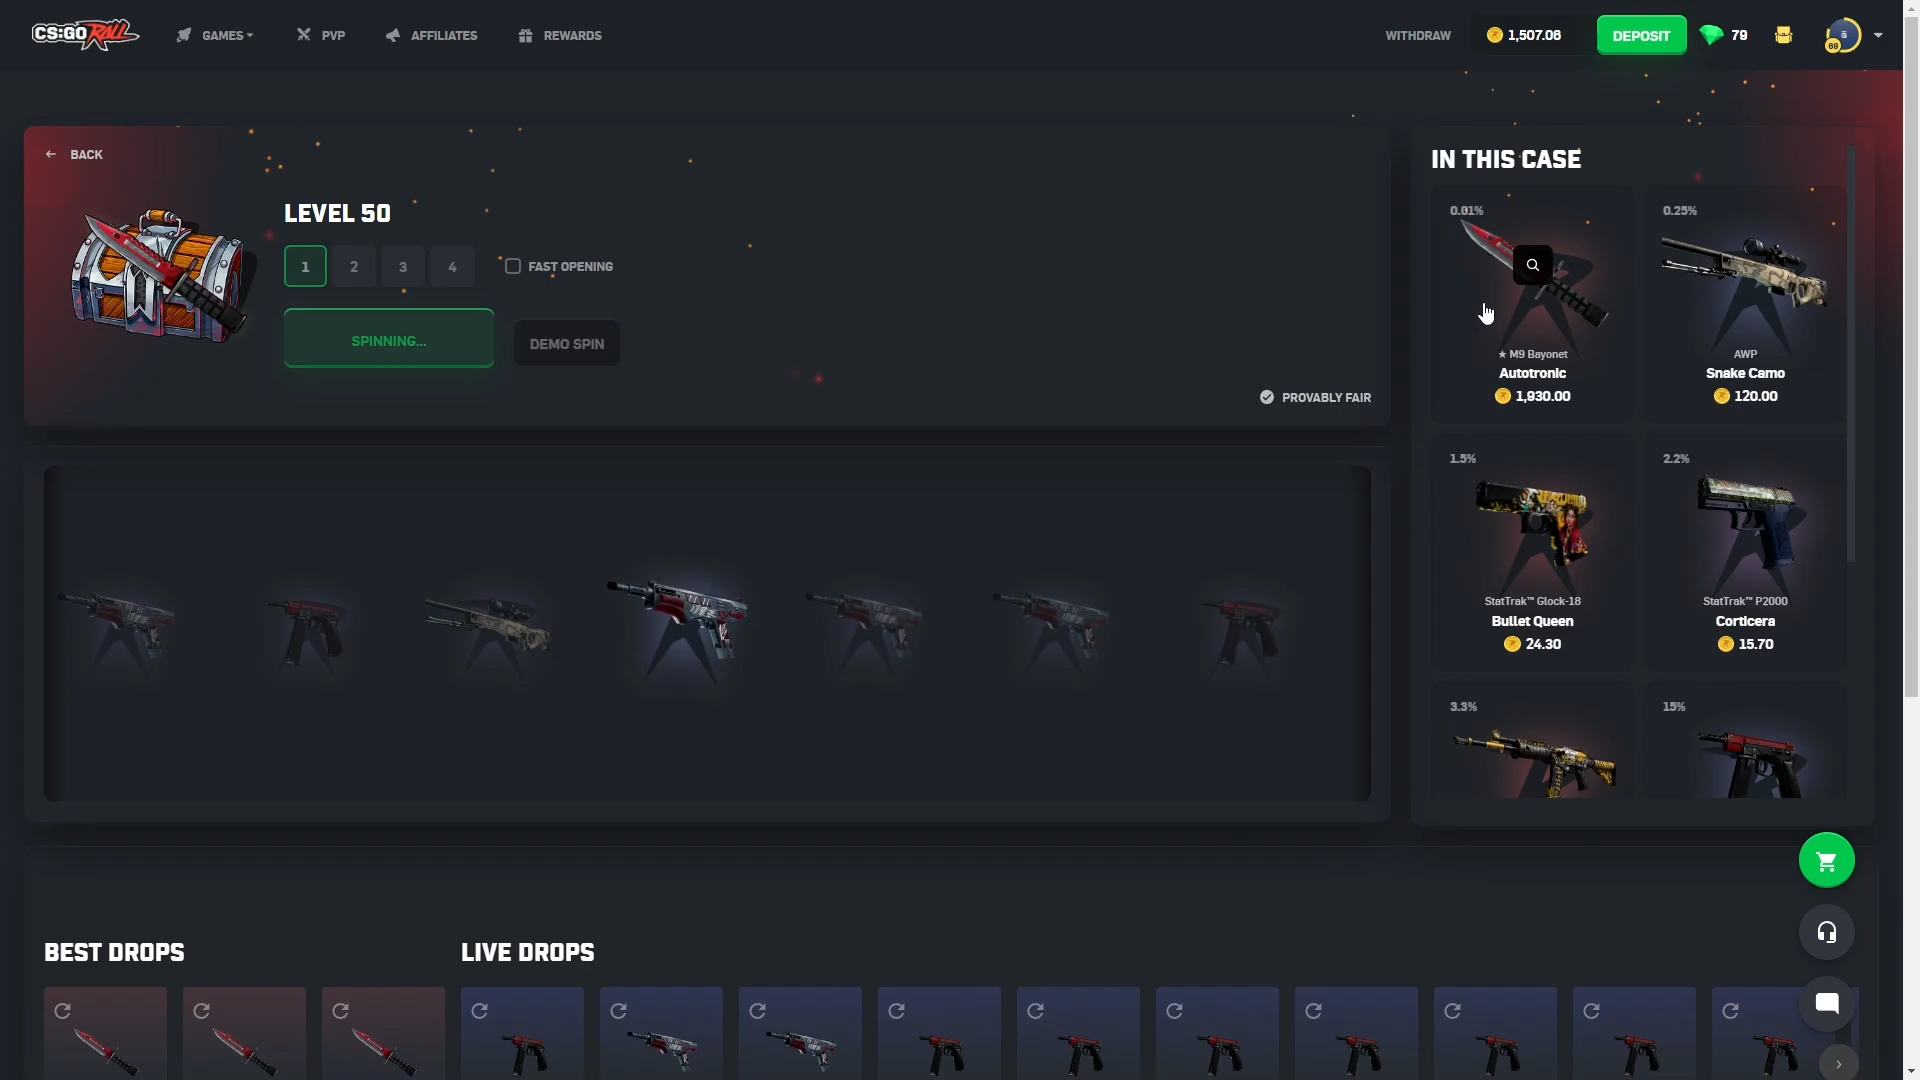 CS:GO ROLL
GAMES
PVP
AFFILIATES
REWARDS
WITHDRAW
1,507.06
DEPOSIT
79
ā
69
BACK
LEVEL 50
1
2
3
4
FAST OPENING
SPINNING...
DEMO SPIN
PROVABLY FAIR
IN THIS CASE
0.01%
★ M9 Bayonet
Autotronic
1,930.00
0.25%
AWP
Snake Camo
120.00
1.5%
StatTrak™ Glock-18
Bullet Queen
24.30
2.2%
StatTrak™ P2000
Corticera
15.70
3.3%
15%
BEST DROPS
LIVE DROPS